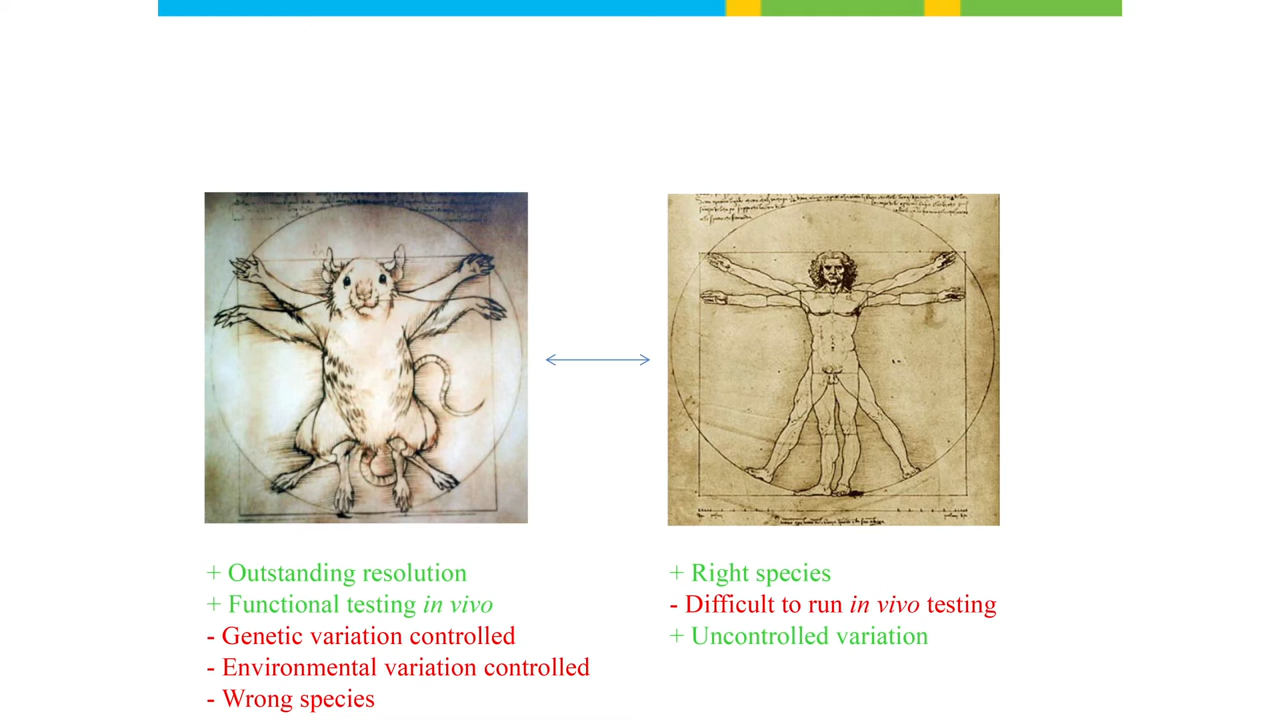 + Outstanding resolution
+ Functional testing in vivo
- Genetic variation controlled
- Environmental variation controlled
- Wrong species
+ Right species
- Difficult to run in vivo testing
+ Uncontrolled variation